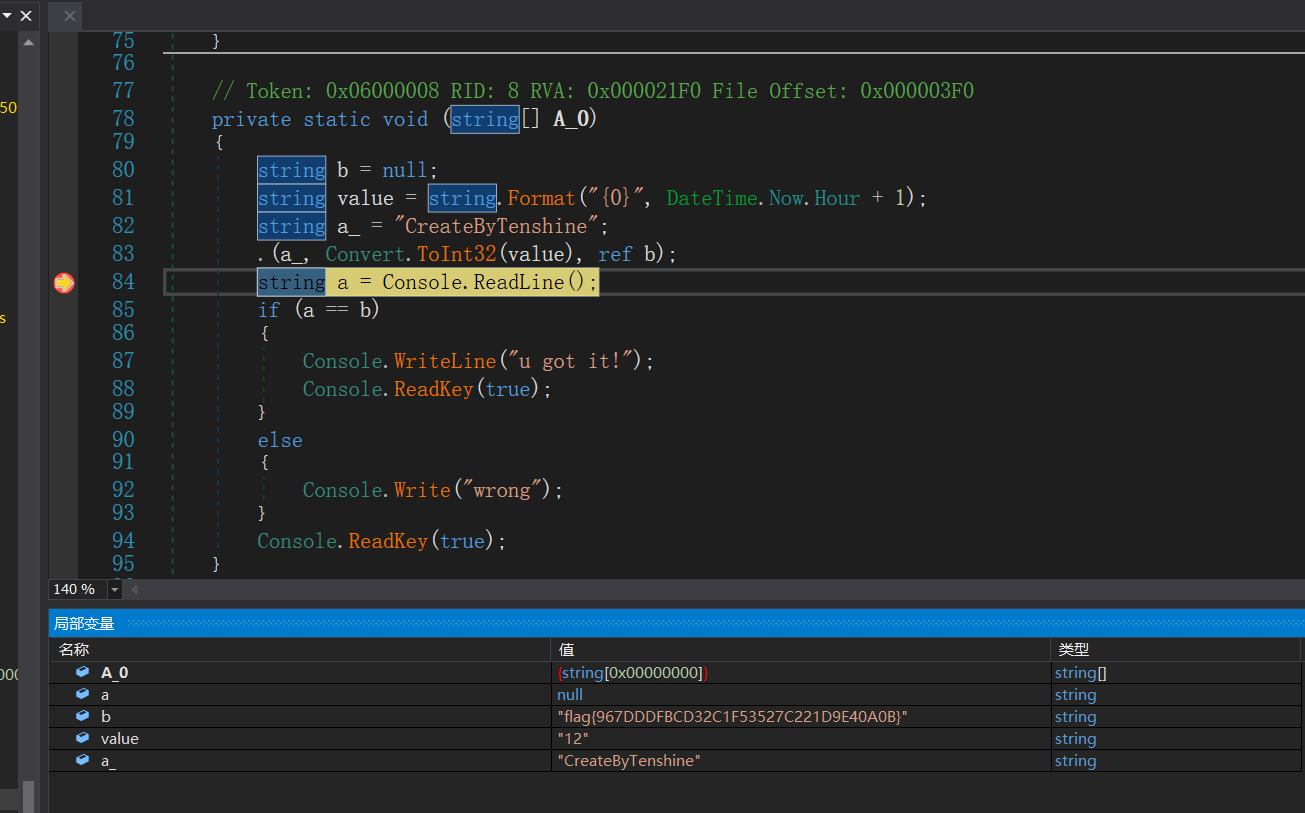 75 }
76
77 // Token: 0x06000008 RID: 8 RVA: 0x000021F0 File Offset: 0x000003F0
50
78 private static void (string[] A_0)
79 {
80 string b = null;
81 string value = string.Format("{0}", DateTime.Now.Hour + 1);
82 string a_ = "CreateByTenshine";
83 .(a_, Convert.ToInt32(value), ref b);
84 string a = Console.ReadLine();
85 if (a == b)
s
86 {
87 Console.WriteLine("u got it!");
88 Console.ReadKey(true);
89 }
90 else
91 {
92 Console.Write("wrong");
93 }
94 Console.ReadKey(true);
95 }
140 %
局部变量
名称 值 类型
000
A_0 {string[0x00000000]} string[]
a null string
b "flag{967DDDFBCD32C1F53527C221D9E40A0B}" string
value "12" string
a_ "CreateByTenshine" string